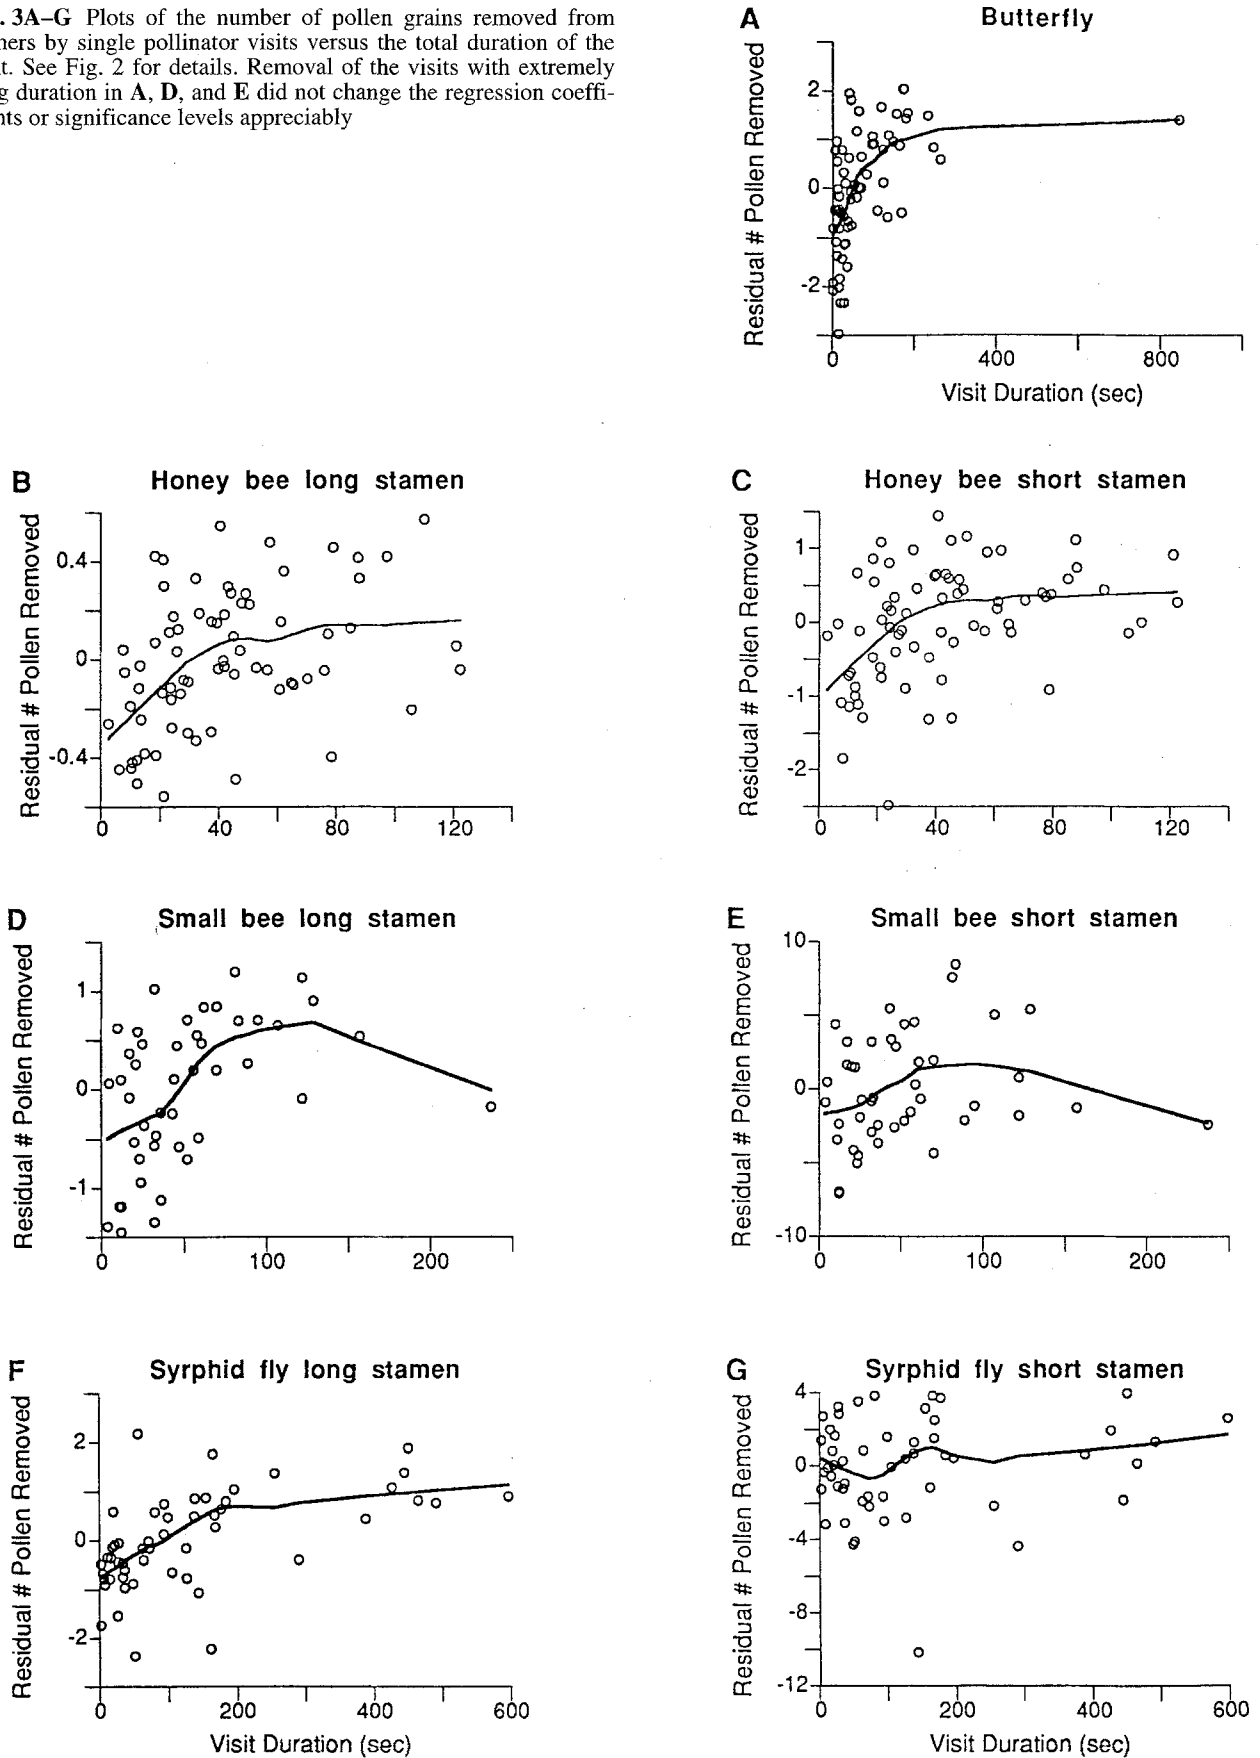 . 3A–G Plots of the number of pollen grains removed from
ners by single pollinator visits versus the total duration of the
t. See Fig. 2 for details. Removal of the visits with extremely
g duration in A, D, and E did not change the regression coeffi-
nts or significance levels appreciably
A Butterfly
Residual # Pollen Removed
2
0
-2
0 400 800
Visit Duration (sec)
B Honey bee long stamen
Residual # Pollen Removed
0.4
0
-0.4
0 40 80 120
C Honey bee short stamen
Residual # Pollen Removed
1
0
-1
-2
0 40 80 120
D Small bee long stamen
Residual # Pollen Removed
1
0
-1
0 100 200
E Small bee short stamen
Residual # Pollen Removed
10
0
-10
0 100 200
F Syrphid fly long stamen
Residual # Pollen Removed
2
0
-2
0 200 400 600
Visit Duration (sec)
G Syrphid fly short stamen
Residual # Pollen Removed
4
0
-4
-8
-12
0 200 400 600
Visit Duration (sec)